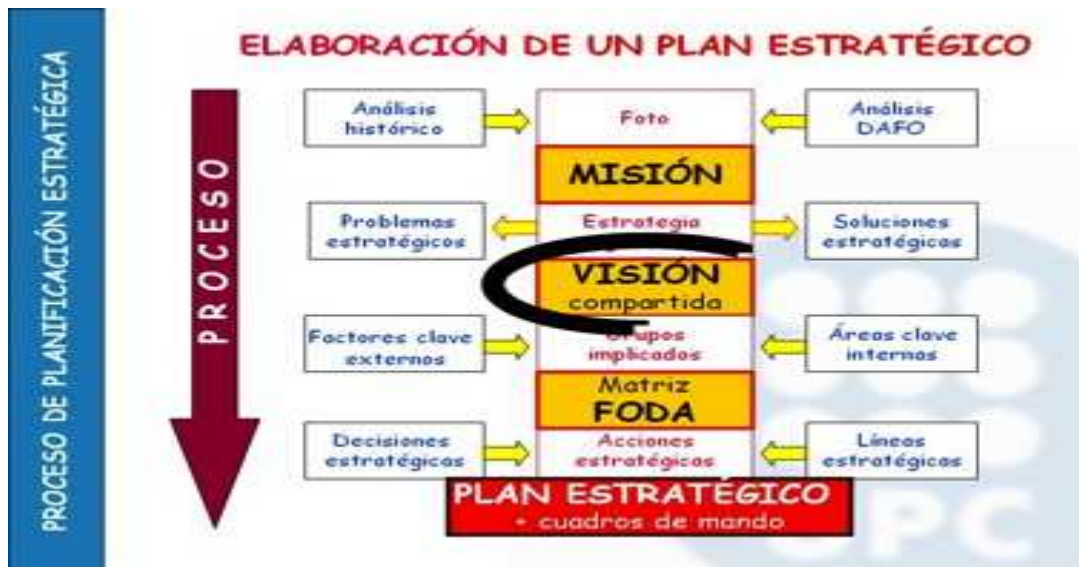 PROCESO DE PLANIFICACIÓN ESTRATÉGICA
ELABORACIÓN DE UN PLAN ESTRATÉGICO
PROCESO
Análisis
histórico
Foto
Análisis
DAFO
MISIÓN
Problemas
estratégicos
Estrategia
Soluciones
estratégicas
VISIÓN
compartida
Factores clave
externos
Grupos
implicados
Áreas clave
internas
Matriz
FODA
Decisiones
estratégicas
Acciones
estratégicas
Líneas
estratégicas
PLAN ESTRATÉGICO
+ cuadros de mando
UPC